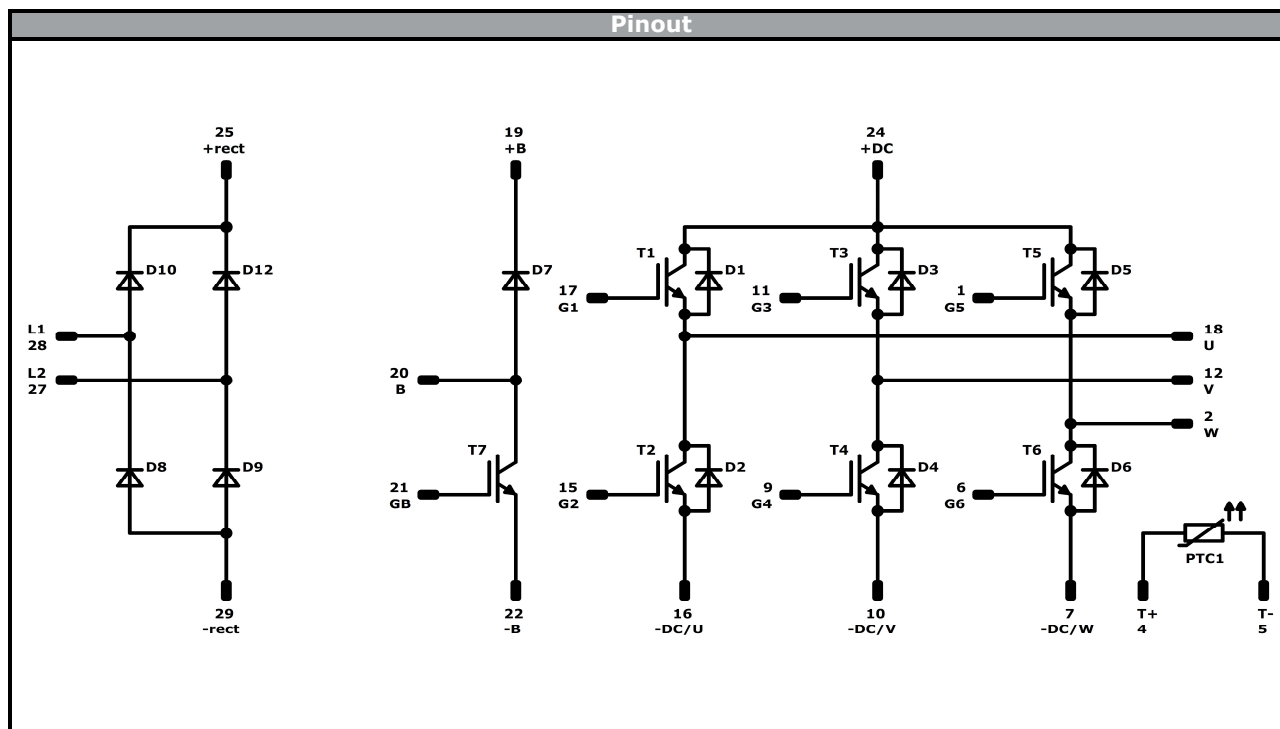 Pinout
25
+rect
19
+B
24
+DC
D10
D12
D7
T1
D1
T3
D3
T5
D5
17
G1
11
G3
1
G5
L1
28
18
U
L2
27
20
B
12
V
2
W
D8
D9
T7
T2
D2
T4
D4
T6
D6
21
GB
15
G2
9
G4
6
G6
PTC1
29
-rect
22
-B
16
-DC/U
10
-DC/V
7
-DC/W
T+
4
T-
5